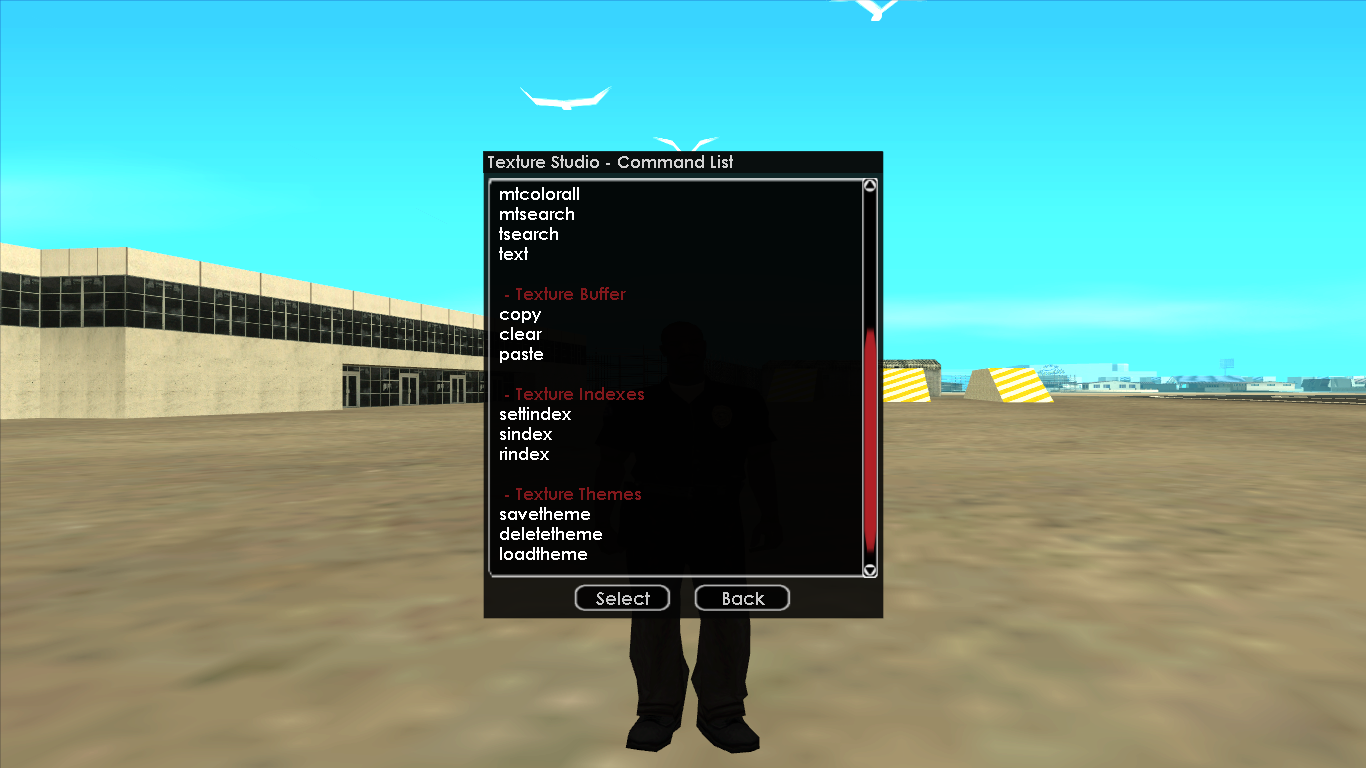 Texture Studio - Command List
mtcolorall
mtsearch
tsearch
text
- Texture Buffer
copy
clear
paste
- Texture Indexes
settindex
sindex
rindex
- Texture Themes
savetheme
deletetheme
loadtheme
Select
Back